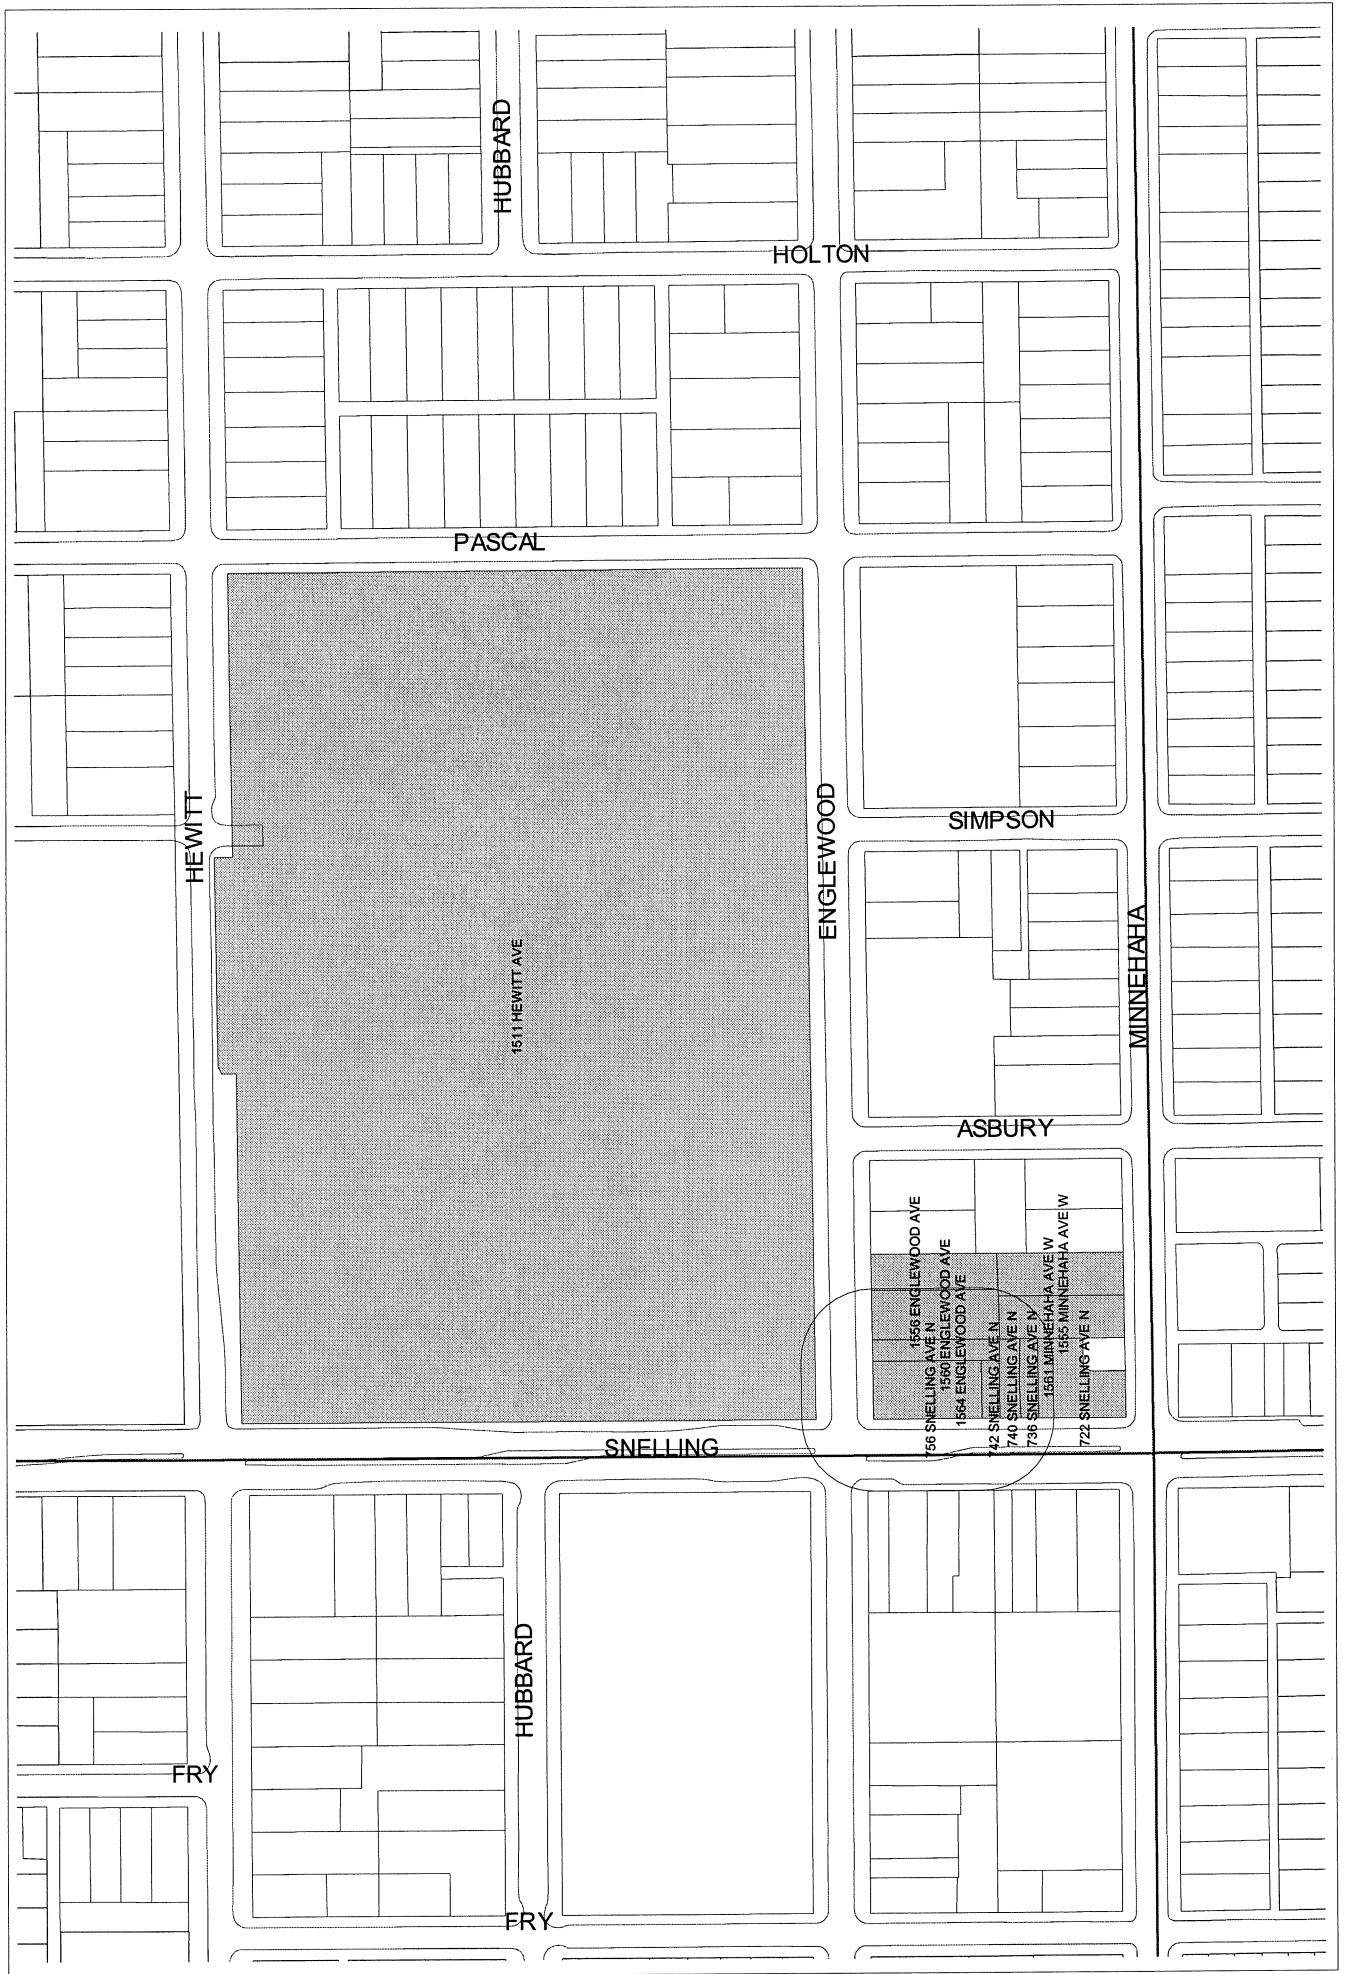 HUBBARD
HOLTON
PASCAL
HEWITT
ENGLEWOOD
SIMPSON
MINNEHAHA
1511 HEWITT AVE
ASBURY
1556 ENGLEWOOD AVE
756 SNELLING AVE N
1560 ENGLEWOOD AVE
1564 ENGLEWOOD AVE
742 SNELLING AVE N
740 SNELLING AVE N
736 SNELLING AVE N
1561 MINNEHAHA AVE W
1555 MINNEHAHA AVE W
722 SNELLING AVE N
SNELLING
HUBBARD
FRY
FRY